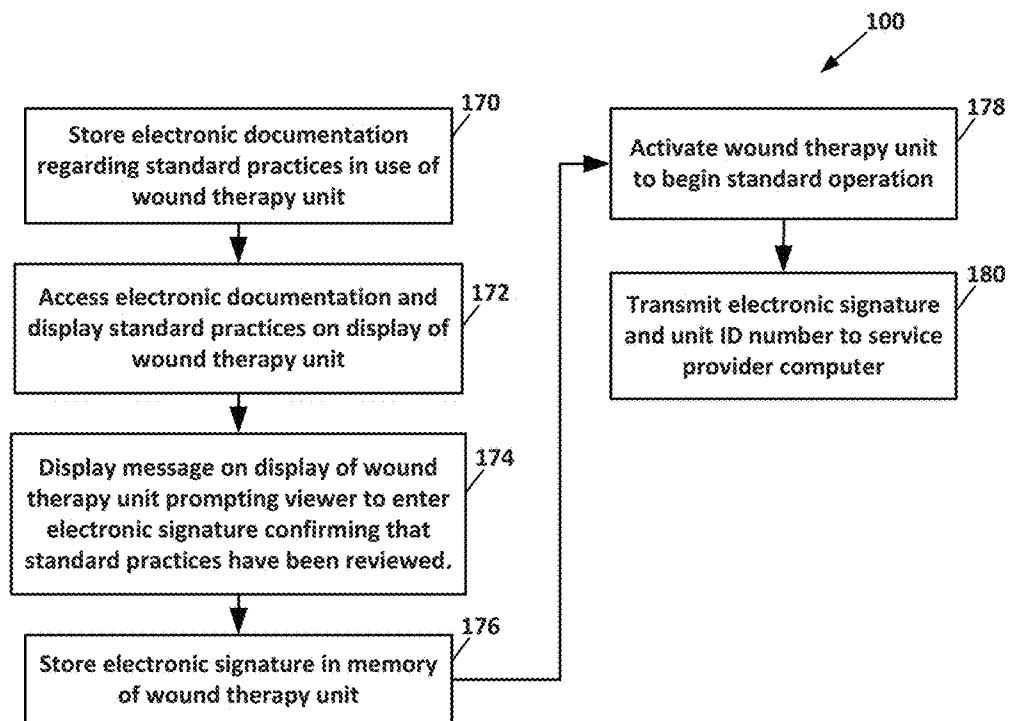 100
170
Store electronic documentation
regarding standard practices in use of
wound therapy unit
172
Access electronic documentation and
display standard practices on display of
wound therapy unit
174
Display message on display of wound
therapy unit prompting viewer to enter
electronic signature confirming that
standard practices have been reviewed.
176
Store electronic signature in memory
of wound therapy unit
178
Activate wound therapy unit
to begin standard operation
180
Transmit electronic signature
and unit ID number to service
provider computer